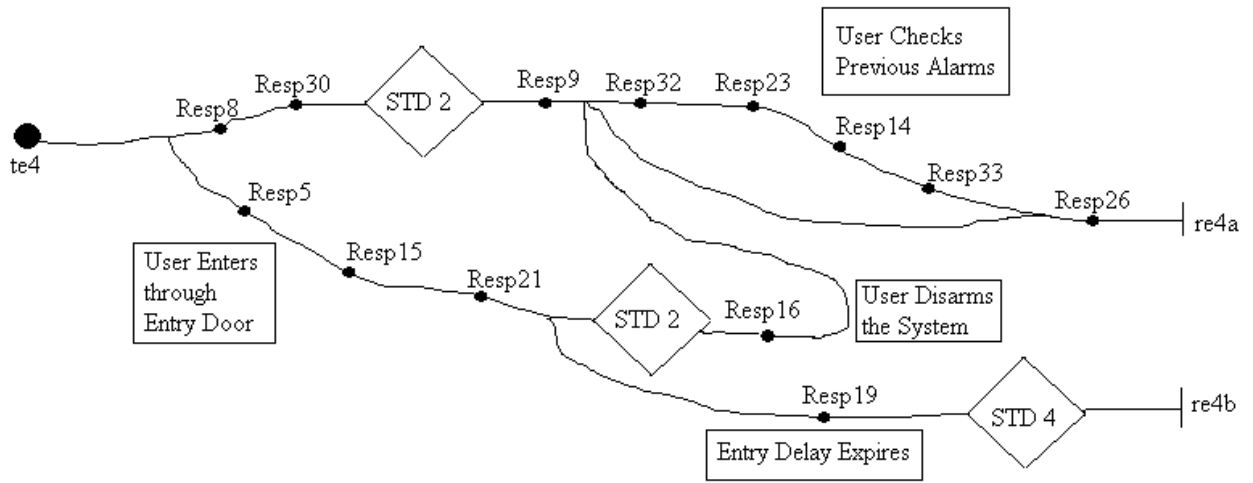 User Checks
Previous Alarms
Resp30
Resp9
Resp32
Resp23
Resp8
STD 2
Resp14
te4
Resp33
Resp5
Resp26
re4a
User Enters
through
Entry Door
Resp15
Resp21
STD 2
Resp16
User Disarms
the System
Resp19
STD 4
re4b
Entry Delay Expires